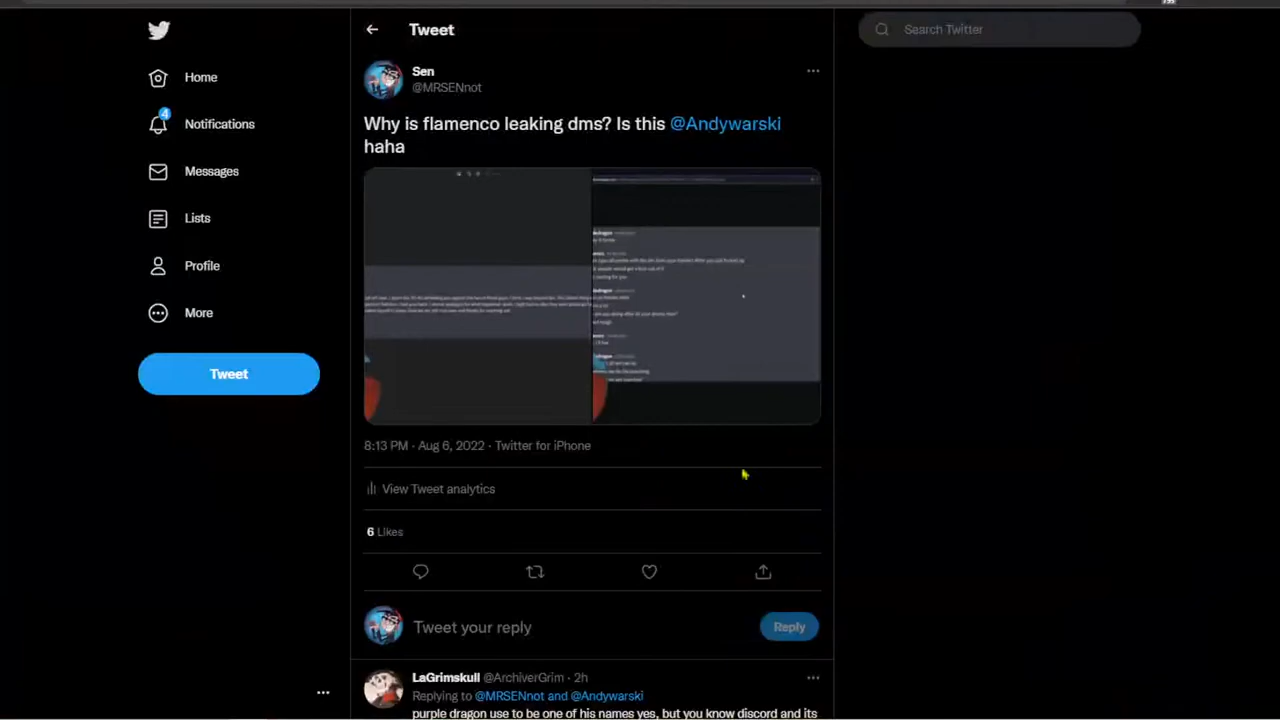 Tweet
Search Twitter
Home
4
Notifications
Messages
Lists
Profile
More
Tweet
Sen
@MRSENnot
Why is flamenco leaking dms? Is this @Andywarski
haha
8:13 PM · Aug 6, 2022 · Twitter for iPhone
View Tweet analytics
6 Likes
Tweet your reply
Reply
LaGrimskull @ArchiverGrim · 2h
Replying to @MRSENnot and @Andywarski
purple dragon use to be one of his names yes, but you know discord and its